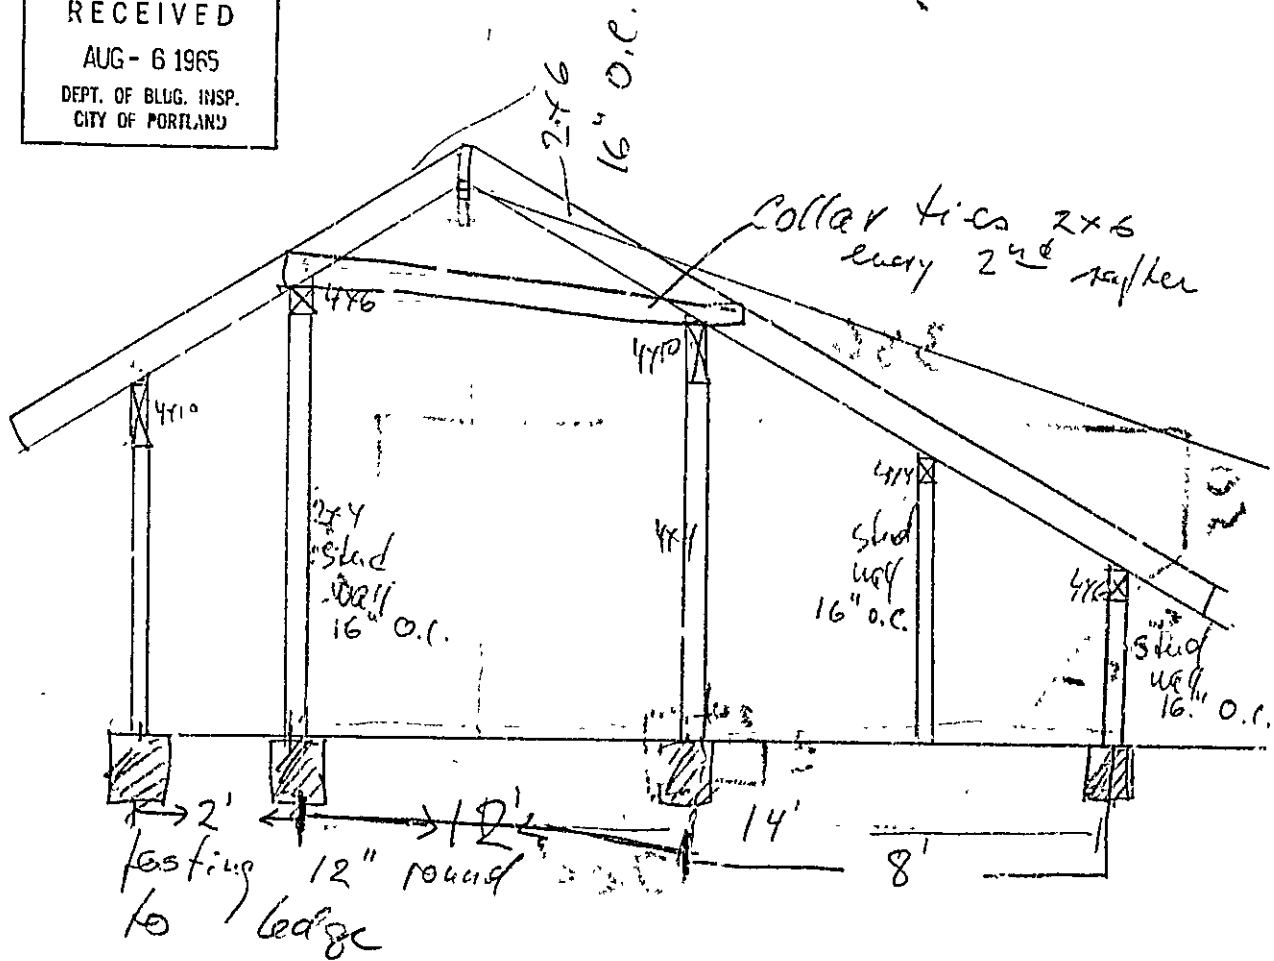 RECEIVED
AUG - 6 1965
DEPT. OF BLDG. INSP.
CITY OF PORTLAND
2x6
16" O.C.
Collar ties 2x6
every 2nd rafter
4x6
4x10
4x10
2x4
stud
wall
16" O.C.
4x4
4x4
stud
wall
16" O.C.
4x6
stud
wall
16" O.C.
2'
12'
14'
8'
footing 12" round
to ledge